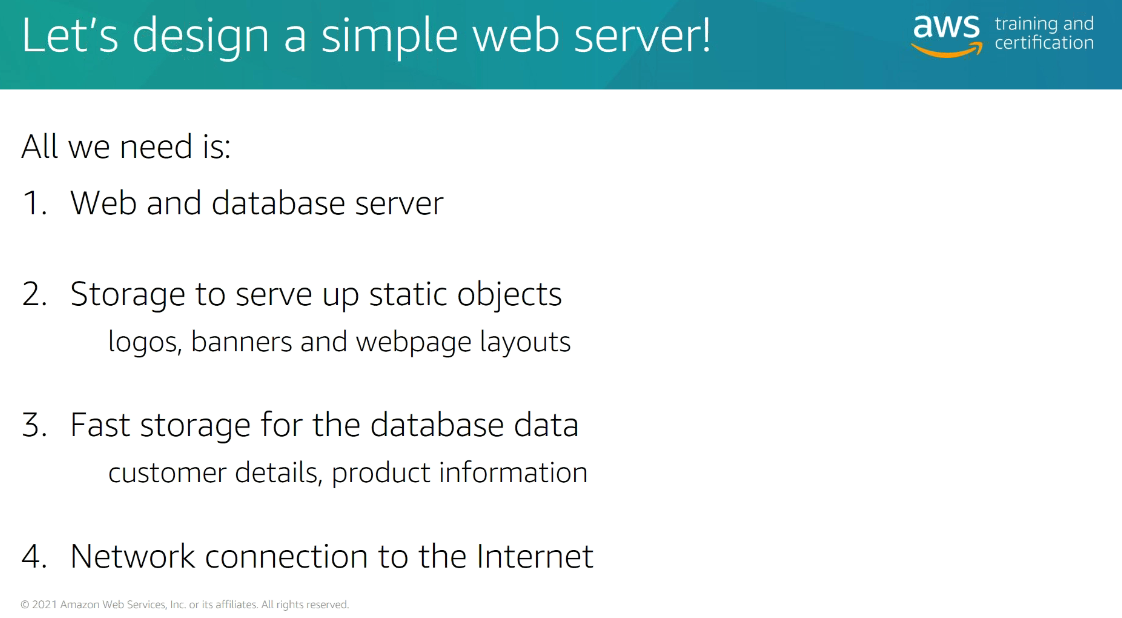 Let's design a simple web server!
aws training and
certification
All we need is:
1. Web and database server
2. Storage to serve up static objects
logos, banners and webpage layouts
3. Fast storage for the database data
customer details, product information
4. Network connection to the Internet
© 2021 Amazon Web Services, Inc. or its affiliates. All rights reserved.